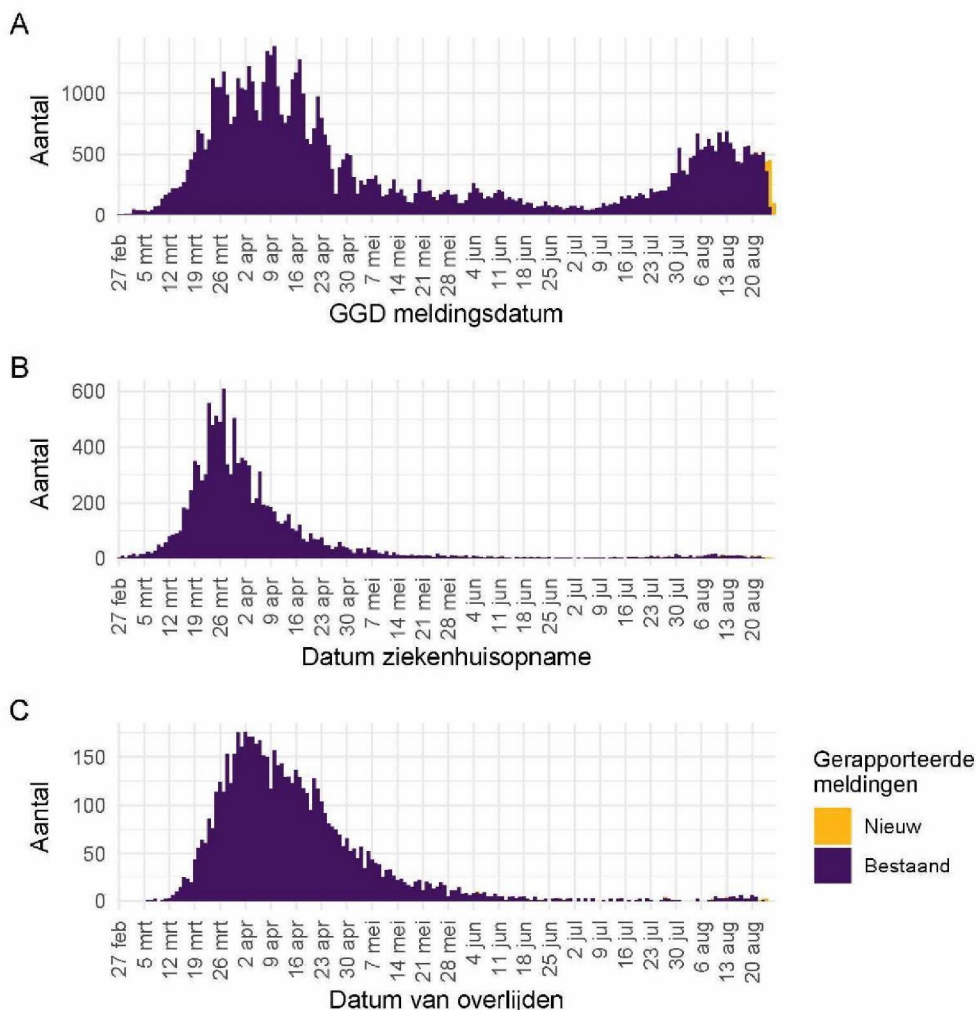 A
Aantal
1000
500
0
27 feb
5 mrt
12 mrt
19 mrt
26 mrt
2 apr
9 apr
16 apr
23 apr
30 apr
7 mei
14 mei
21 mei
28 mei
4 jun
11 jun
18 jun
25 jun
2 jul
9 jul
16 jul
23 jul
30 jul
6 aug
13 aug
20 aug
GGD meldingsdatum
B
Aantal
600
400
200
0
27 feb
5 mrt
12 mrt
19 mrt
26 mrt
2 apr
9 apr
16 apr
23 apr
30 apr
7 mei
14 mei
21 mei
28 mei
4 jun
11 jun
18 jun
25 jun
2 jul
9 jul
16 jul
23 jul
30 jul
6 aug
13 aug
20 aug
Datum ziekenhuisopname
C
Aantal
150
100
50
0
27 feb
5 mrt
12 mrt
19 mrt
26 mrt
2 apr
9 apr
16 apr
23 apr
30 apr
7 mei
14 mei
21 mei
28 mei
4 jun
11 jun
18 jun
25 jun
2 jul
9 jul
16 jul
23 jul
30 jul
6 aug
13 aug
20 aug
Datum van overlijden
Gerapporteerde
meldingen
Nieuw
Bestaand